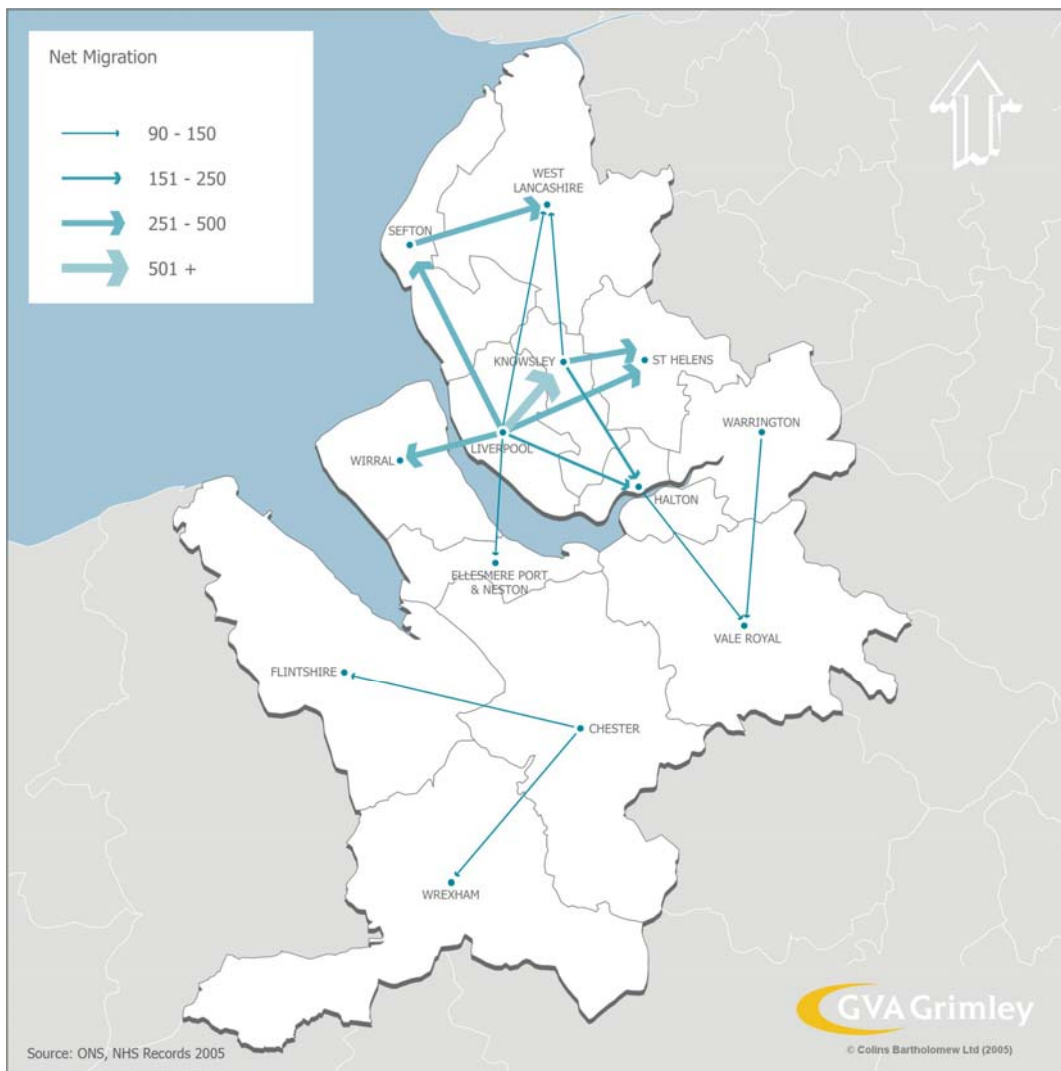 Net Migration
90 - 150
151 - 250
251 - 500
501 +
WEST
LANCASHIRE
SEFTON
KNOWSLEY
ST HELENS
WARRINGTON
LIVERPOOL
WIRRAL
HALTON
ELLESMERE PORT
& NESTON
VALE ROYAL
FLINTSHIRE
CHESTER
WREXHAM
GVA Grimley
Source: ONS, NHS Records 2005
© Colins Bartholomew Ltd (2005)